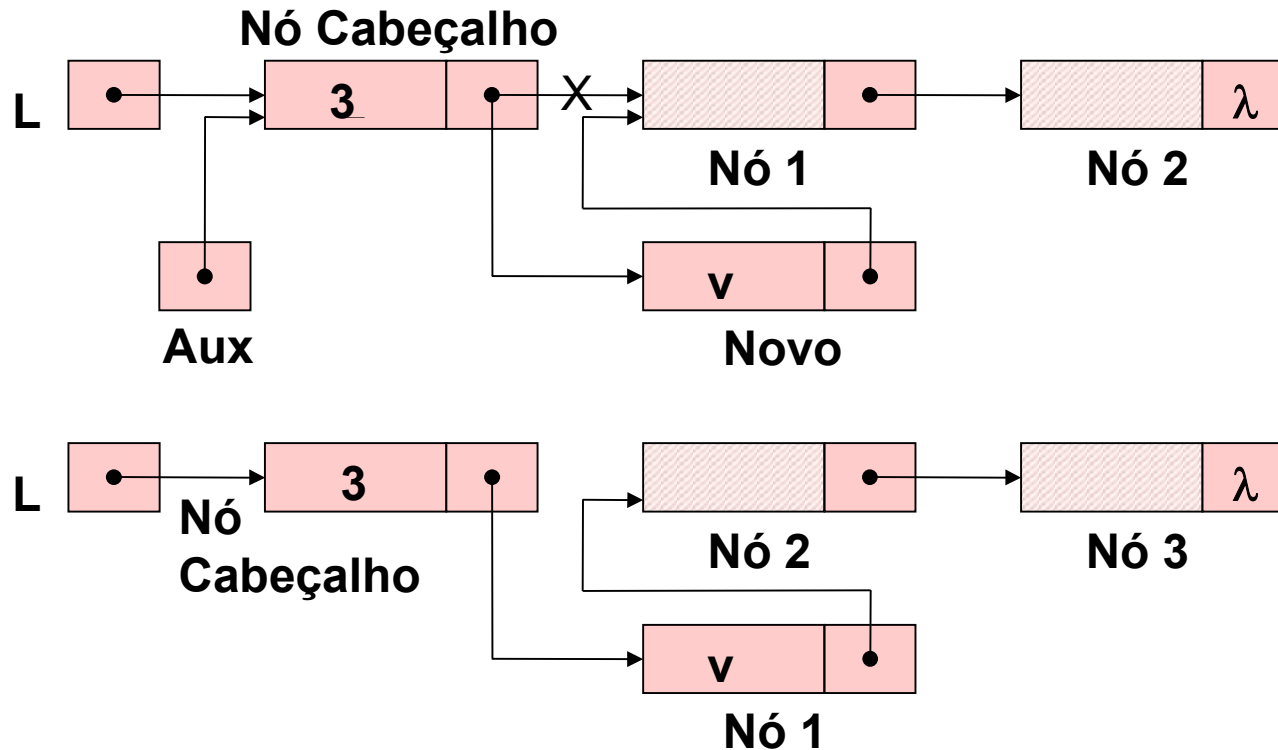 Nó Cabeçalho
L
3
λ
Nó 1
Nó 2
X
v
Aux
Novo
L
3
λ
Nó
Cabeçalho
Nó 2
Nó 3
v
Nó 1